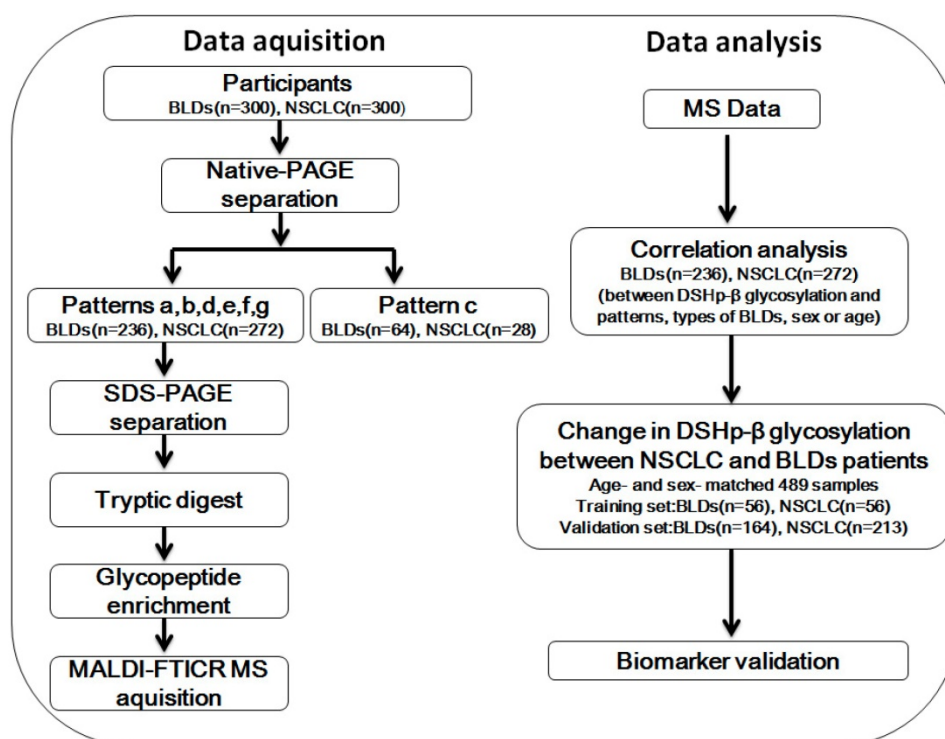 Data aquisition
Participants
BLDs(n=300), NSCLC(n=300)
Native-PAGE
separation
Patterns a,b,d,e,f,g
BLDs(n=236), NSCLC(n=272)
Pattern c
BLDs(n=64), NSCLC(n=28)
SDS-PAGE
separation
Tryptic digest
Glycopeptide
enrichment
MALDI-FTICR MS
aquisition
Data analysis
MS Data
Correlation analysis
BLDs(n=236), NSCLC(n=272)
(between DSHp-β glycosylation and
patterns, types of BLDs, sex or age)
Change in DSHp-β glycosylation
between NSCLC and BLDs patients
Age- and sex- matched 489 samples
Training set:BLDs(n=56), NSCLC(n=56)
Validation set:BLDs(n=164), NSCLC(n=213)
Biomarker validation